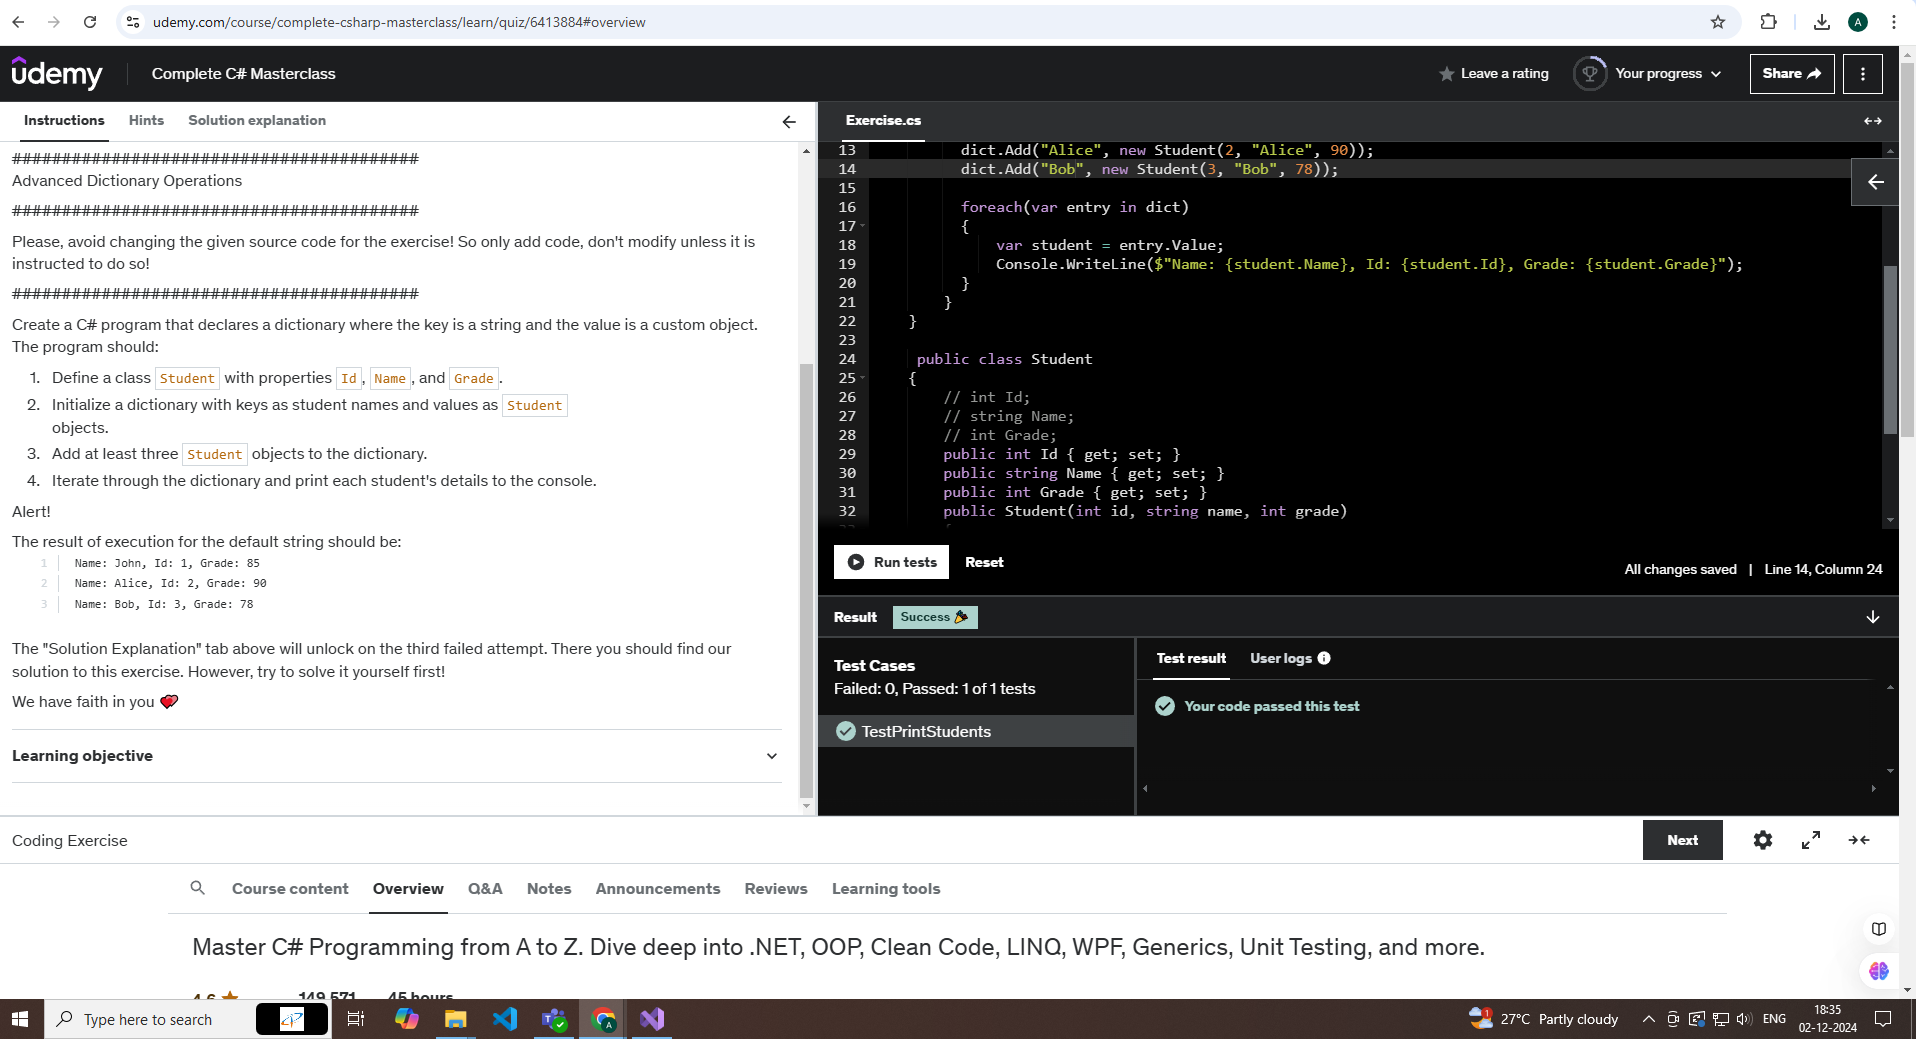 udemy.com/course/complete-csharp-masterclass/learn/quiz/6413884#overview
A
ûdemy
Complete C# Masterclass
Leave a rating
Your progress
Share
Instructions
Hints
Solution explanation
##########################################
Advanced Dictionary Operations
##########################################
Please, avoid changing the given source code for the exercise! So only add code, don't modify unless it is
instructed to do so!
##########################################
Create a C# program that declares a dictionary where the key is a string and the value is a custom object.
The program should:
1. Define a class Student with properties Id, Name, and Grade.
2. Initialize a dictionary with keys as student names and values as Student
objects.
3. Add at least three Student objects to the dictionary.
4. Iterate through the dictionary and print each student's details to the console.
Alert!
The result of execution for the default string should be:
1 Name: John, Id: 1, Grade: 85
2 Name: Alice, Id: 2, Grade: 90
3 Name: Bob, Id: 3, Grade: 78
The "Solution Explanation" tab above will unlock on the third failed attempt. There you should find our
solution to this exercise. However, try to solve it yourself first!
We have faith in you 💕
Learning objective
Exercise.cs
13 dict.Add("Alice", new Student(2, "Alice", 90));
14 dict.Add("Bob", new Student(3, "Bob", 78));
15
16 foreach(var entry in dict)
17 {
18 var student = entry.Value;
19 Console.WriteLine($"Name: {student.Name}, Id: {student.Id}, Grade: {student.Grade}");
20 }
21 }
22 }
23
24 public class Student
25 {
26 // int Id;
27 // string Name;
28 // int Grade;
29 public int Id { get; set; }
30 public string Name { get; set; }
31 public int Grade { get; set; }
32 public Student(int id, string name, int grade)
Run tests
Reset
All changes saved | Line 14, Column 24
Result
Success 🎉
Test Cases
Failed: 0, Passed: 1 of 1 tests
TestPrintStudents
Test result
User logs
Your code passed this test
Coding Exercise
Next
Course content
Overview
Q&A
Notes
Announcements
Reviews
Learning tools
Master C# Programming from A to Z. Dive deep into .NET, OOP, Clean Code, LINQ, WPF, Generics, Unit Testing, and more.
4.6 ★
149,571
45 hours
Type here to search
27°C Partly cloudy
ENG
18:35
02-12-2024